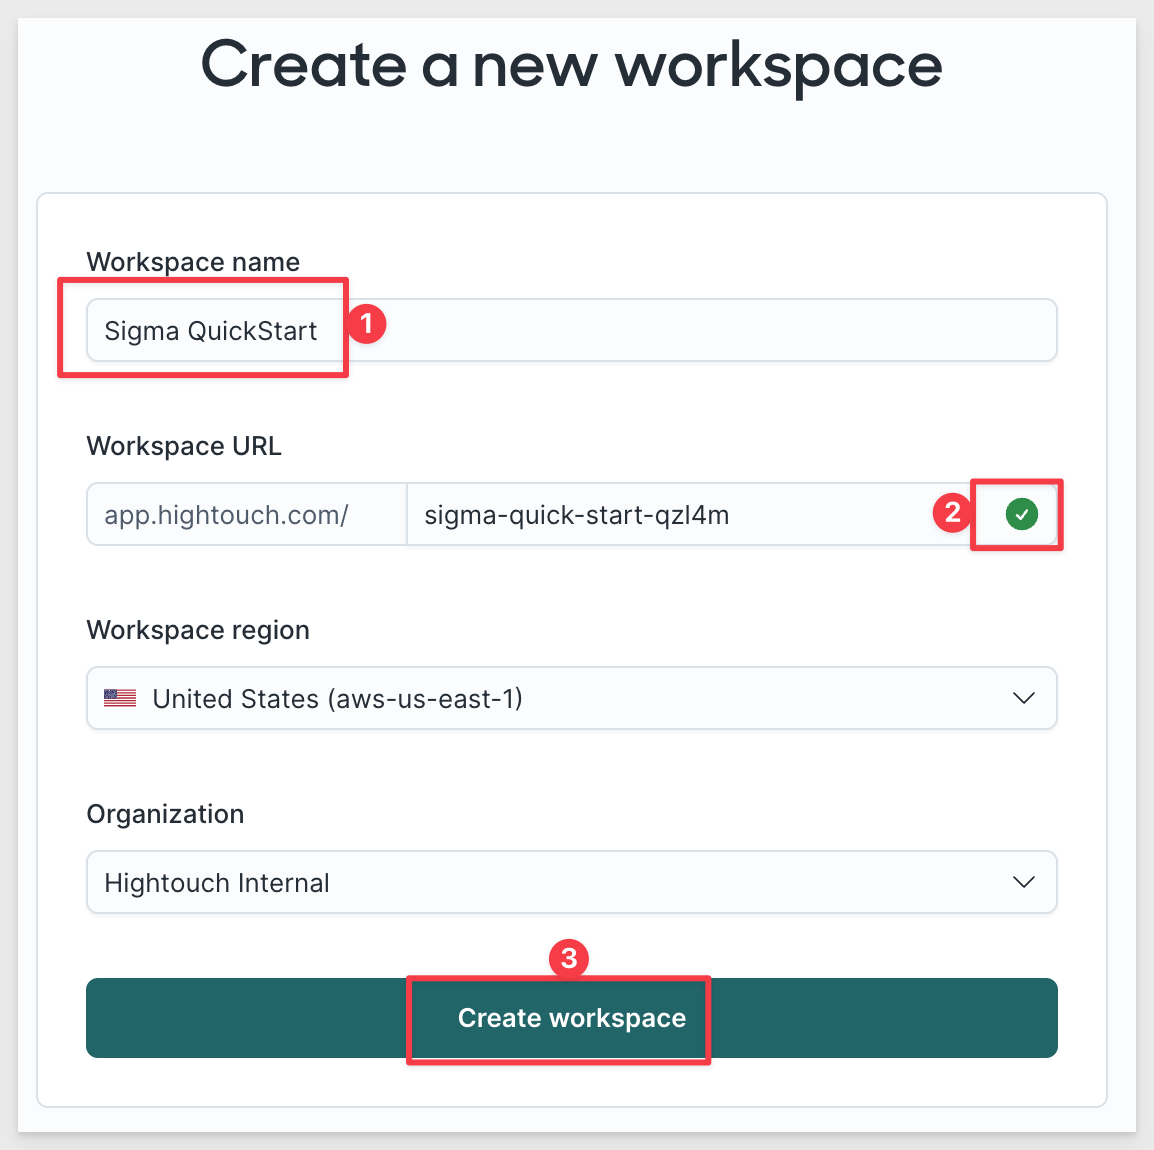 Create a new workspace
Workspace name
Sigma QuickStart
1
Workspace URL
app.hightouch.com/ sigma-quick-start-qzl4m
2
Workspace region
United States (aws-us-east-1)
Organization
Hightouch Internal
3
Create workspace